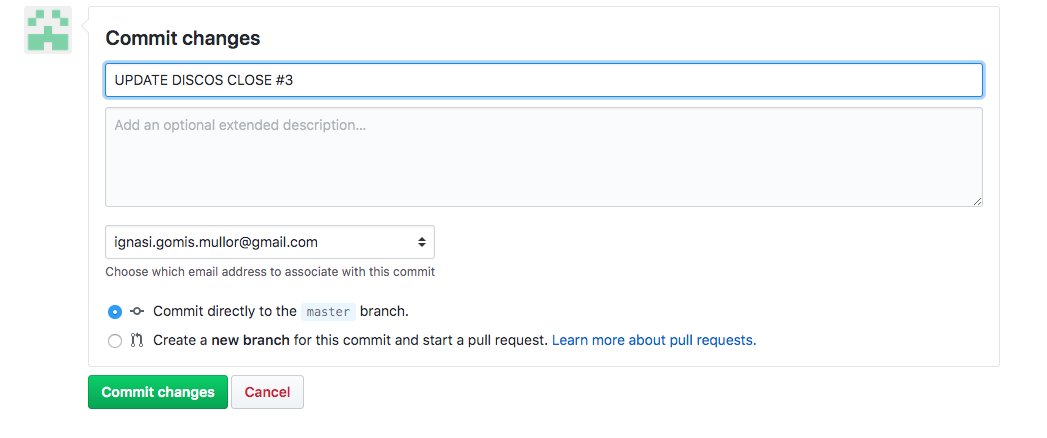 Commit changes
UPDATE DISCOS CLOSE #3
Add an optional extended description...
ignasi.gomis.mullor@gmail.com
Choose which email address to associate with this commit
Commit directly to the master branch.
Create a new branch for this commit and start a pull request. Learn more about pull requests.
Commit changes Cancel